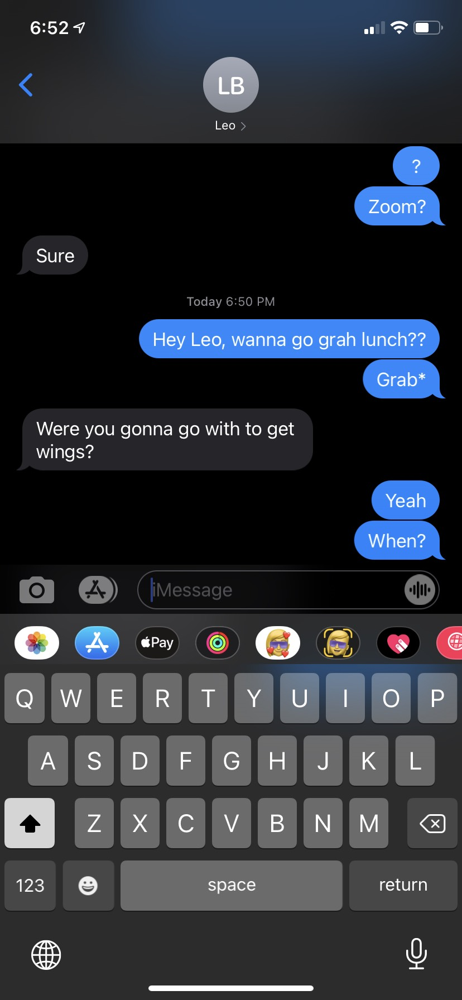 6:52
LB
Leo
?
Zoom?
Sure
Today 6:50 PM
Hey Leo, wanna go grah lunch??
Grab*
Were you gonna go with to get
wings?
Yeah
When?
iMessage
Pay
Q W E R T Y U I O P
A S D F G H J K L
Z X C V B N M
123 space return